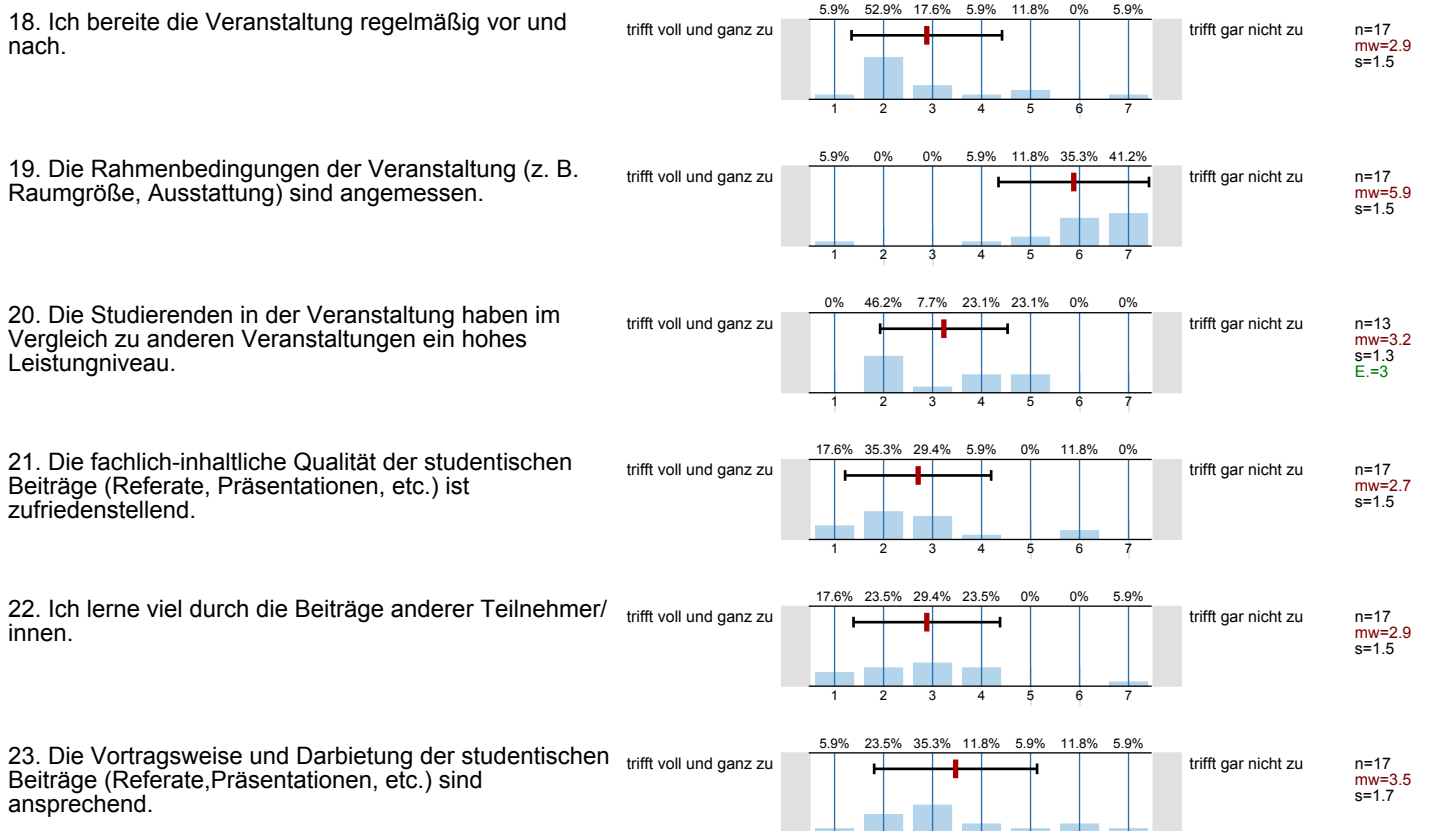 18. Ich bereite die Veranstaltung regelmäßig vor und
nach.
trifft voll und ganz zu
5.9% 52.9% 17.6% 5.9% 11.8% 0% 5.9%
1 2 3 4 5 6 7
trifft gar nicht zu
n=17
mw=2.9
s=1.5
19. Die Rahmenbedingungen der Veranstaltung (z. B.
Raumgröße, Ausstattung) sind angemessen.
trifft voll und ganz zu
5.9% 0% 0% 5.9% 11.8% 35.3% 41.2%
1 2 3 4 5 6 7
trifft gar nicht zu
n=17
mw=5.9
s=1.5
20. Die Studierenden in der Veranstaltung haben im
Vergleich zu anderen Veranstaltungen ein hohes
Leistungniveau.
trifft voll und ganz zu
0% 46.2% 7.7% 23.1% 23.1% 0% 0%
1 2 3 4 5 6 7
trifft gar nicht zu
n=13
mw=3.2
s=1.3
E.=3
21. Die fachlich-inhaltliche Qualität der studentischen
Beiträge (Referate, Präsentationen, etc.) ist
zufriedenstellend.
trifft voll und ganz zu
17.6% 35.3% 29.4% 5.9% 0% 11.8% 0%
1 2 3 4 5 6 7
trifft gar nicht zu
n=17
mw=2.7
s=1.5
22. Ich lerne viel durch die Beiträge anderer Teilnehmer/
innen.
trifft voll und ganz zu
17.6% 23.5% 29.4% 23.5% 0% 0% 5.9%
1 2 3 4 5 6 7
trifft gar nicht zu
n=17
mw=2.9
s=1.5
23. Die Vortragsweise und Darbietung der studentischen
Beiträge (Referate,Präsentationen, etc.) sind
ansprechend.
trifft voll und ganz zu
5.9% 23.5% 35.3% 11.8% 5.9% 11.8% 5.9%
trifft gar nicht zu
n=17
mw=3.5
s=1.7